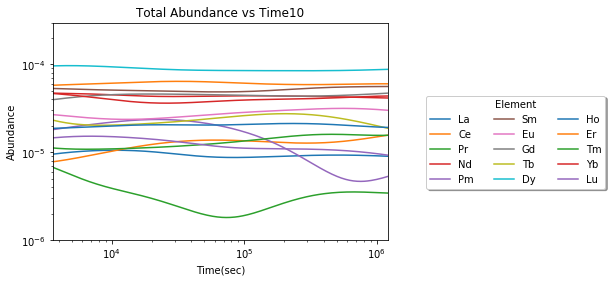 Total Abundance vs Time10
Abundance
10⁻⁴
10⁻⁵
10⁻⁶
10⁴ 10⁵ 10⁶
Time(sec)
Element
La Sm Ho
Ce Eu Er
Pr Gd Tm
Nd Tb Yb
Pm Dy Lu